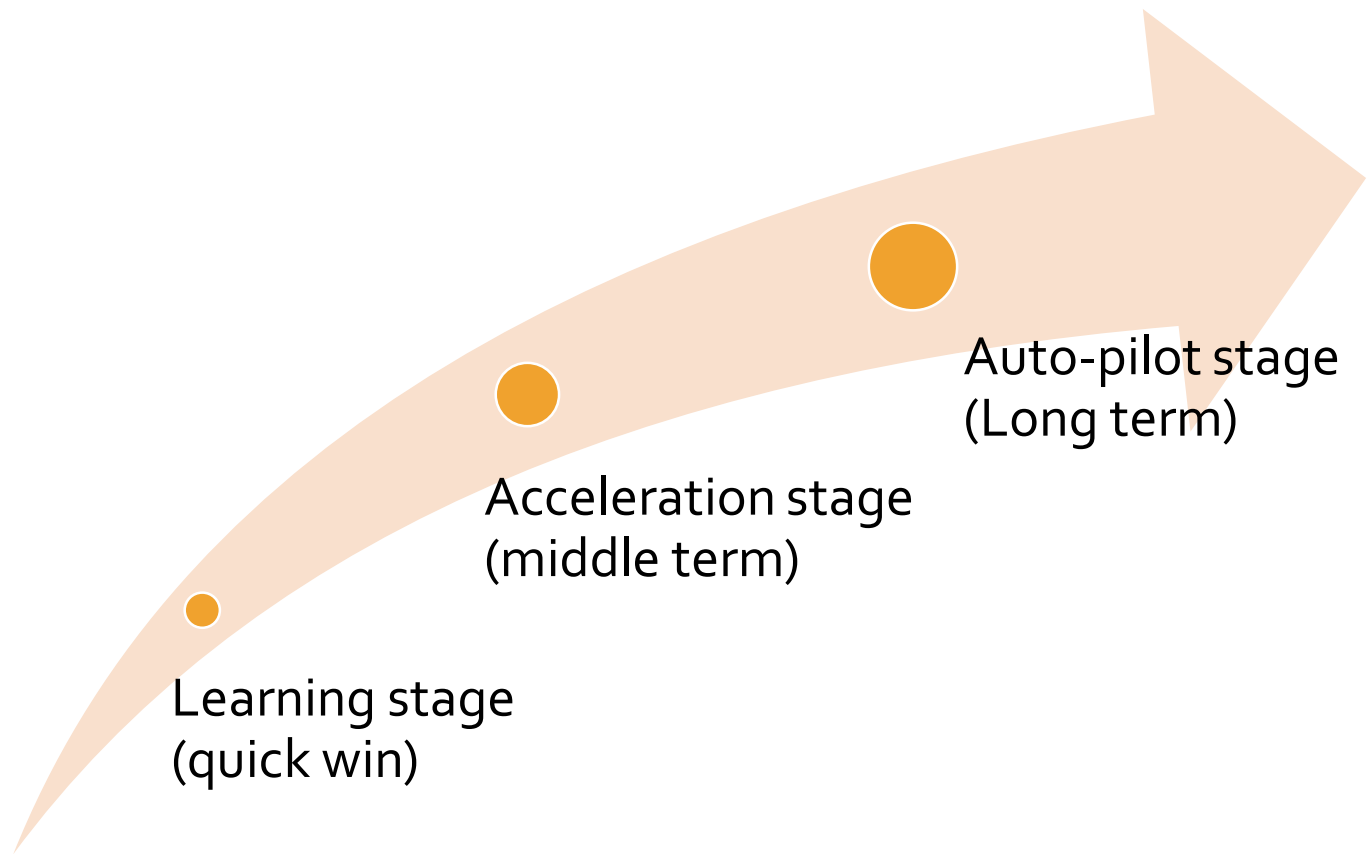 Auto-pilot stage
(Long term)
Acceleration stage
(middle term)
Learning stage
(quick win)